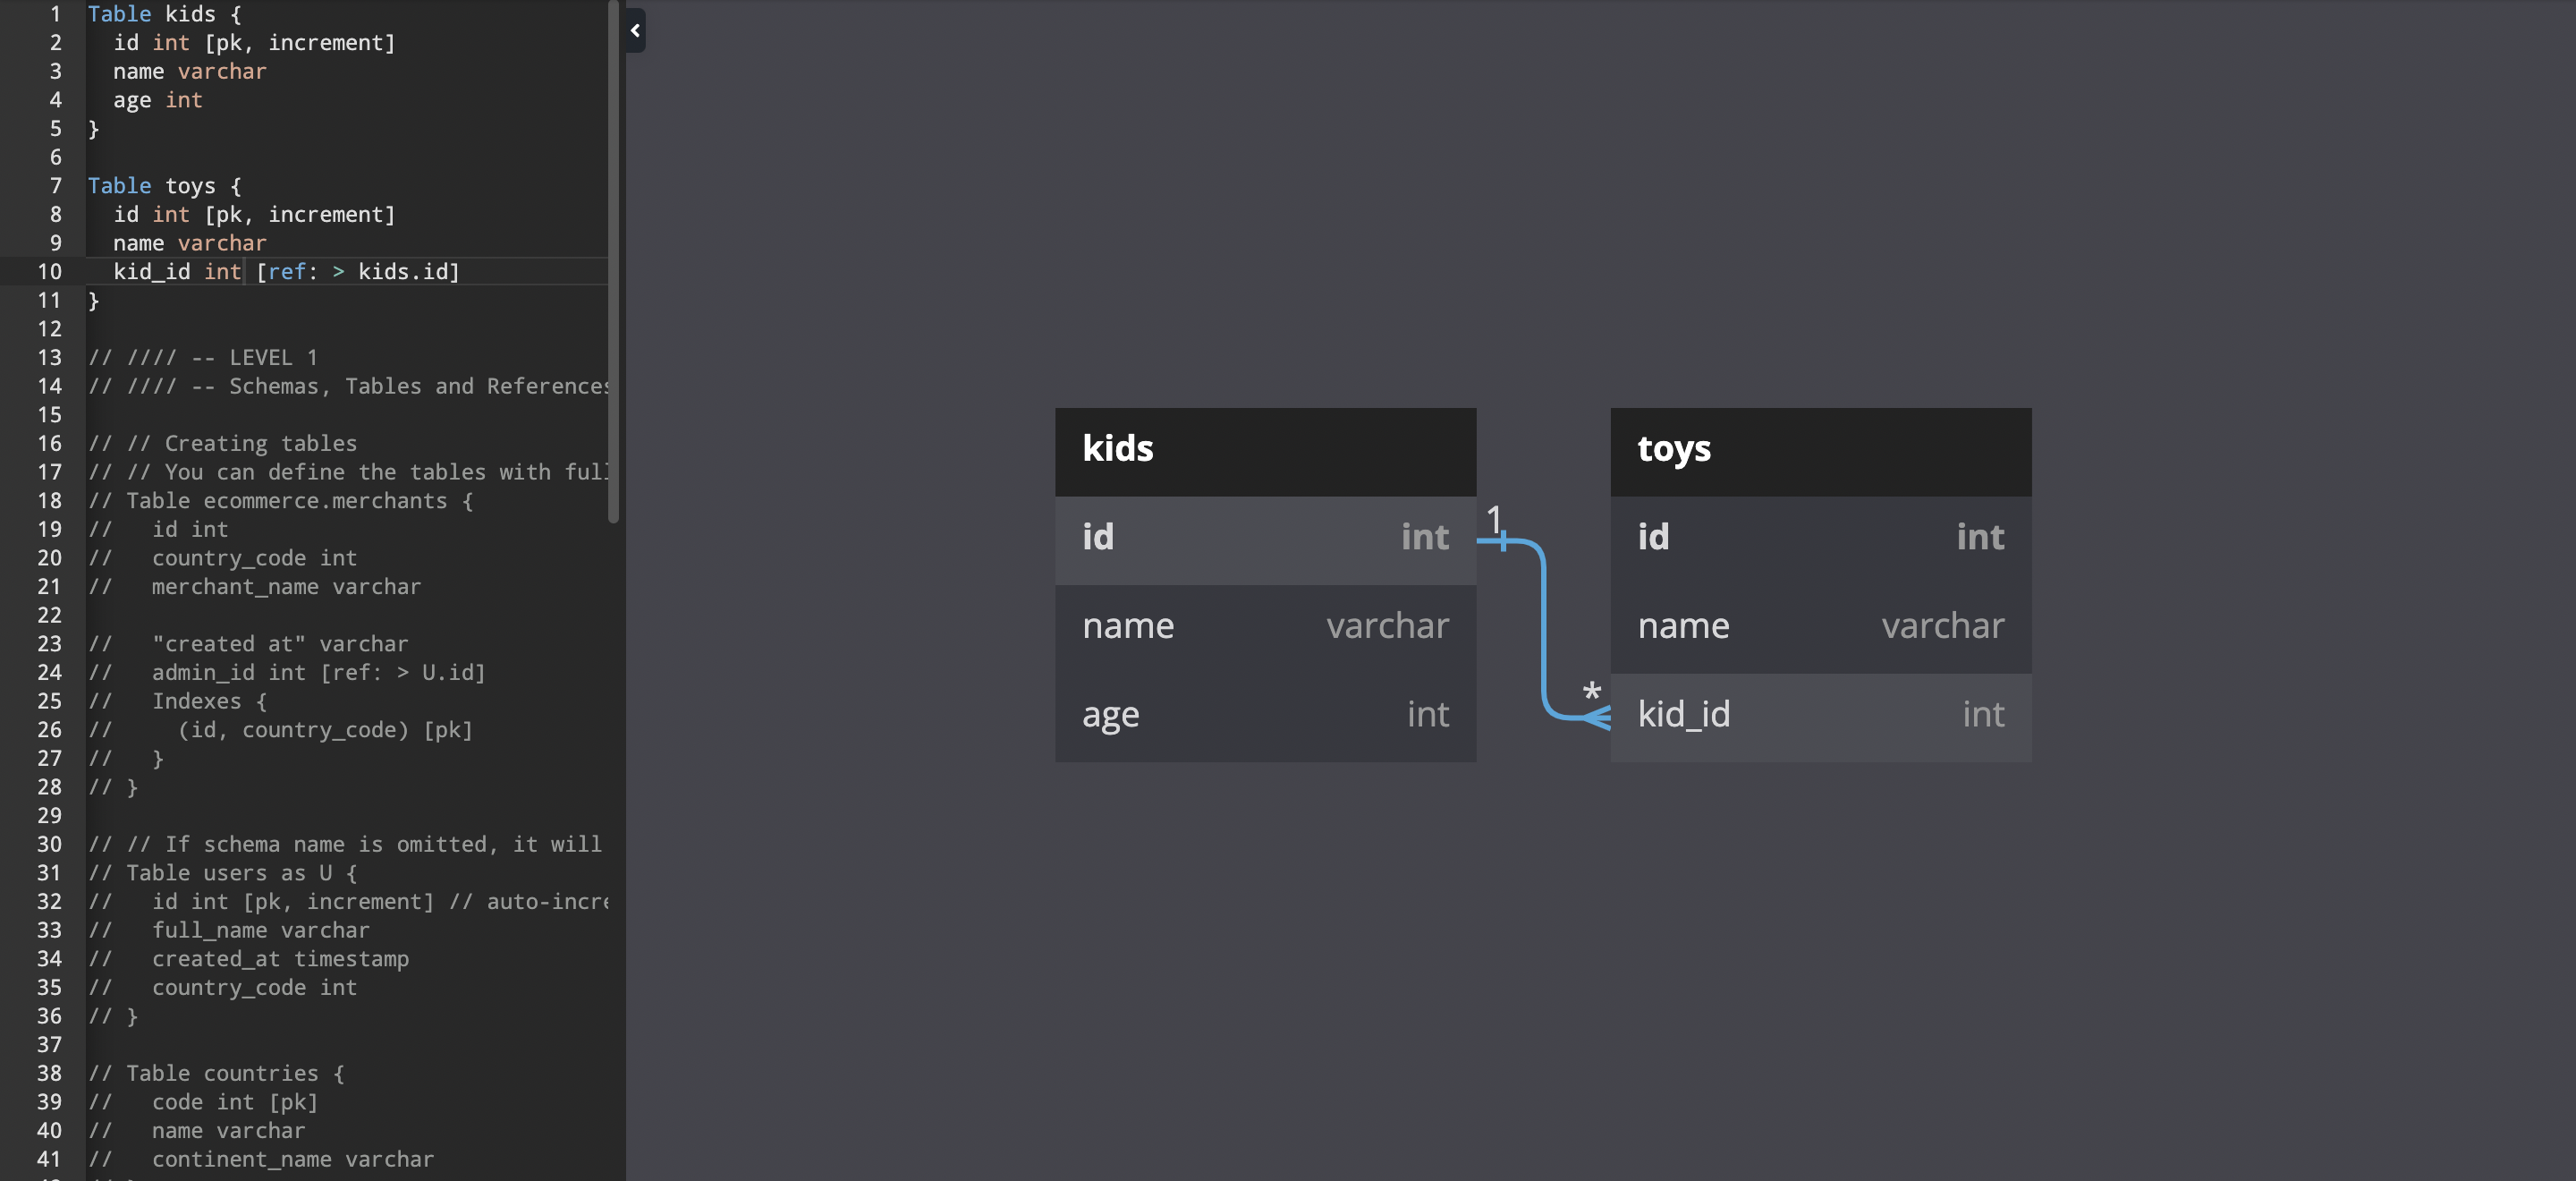 1 Table kids {
2 id int [pk, increment]
3 name varchar
4 age int
5 }
6
7 Table toys {
8 id int [pk, increment]
9 name varchar
10 kid_id int [ref: > kids.id]
11 }
12
13 // //// -- LEVEL 1
14 // //// -- Schemas, Tables and References
15
16 // // Creating tables
17 // // You can define the tables with full
18 // Table ecommerce.merchants {
19 // id int
20 // country_code int
21 // merchant_name varchar
22
23 // "created at" varchar
24 // admin_id int [ref: > U.id]
25 // Indexes {
26 // (id, country_code) [pk]
27 // }
28 // }
29
30 // // If schema name is omitted, it will
31 // Table users as U {
32 // id int [pk, increment] // auto-incre
33 // full_name varchar
34 // created_at timestamp
35 // country_code int
36 // }
37
38 // Table countries {
39 // code int [pk]
40 // name varchar
41 // continent_name varchar
kids
id int
name varchar
age int
1
*
toys
id int
name varchar
kid_id int